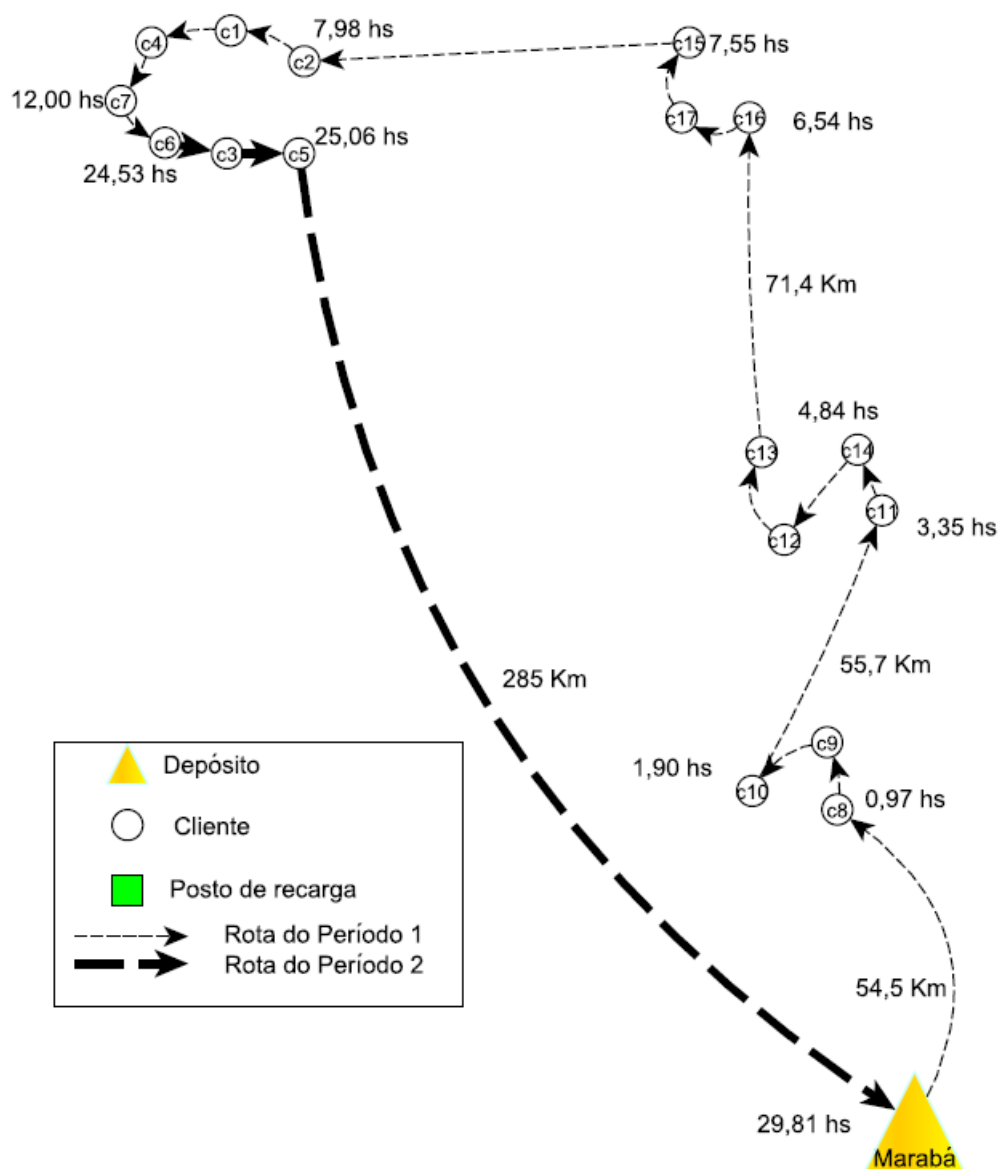 c4
c1
7,98 hs
c2
c15
7,55 hs
12,00 hs
c7
c6
24,53 hs
c3
c5
25,06 hs
c17
c16
6,54 hs
71,4 Km
4,84 hs
c13
c14
c11
c12
3,35 hs
55,7 Km
285 Km
c9
1,90 hs
c10
c8
0,97 hs
Depósito
Cliente
Posto de recarga
Rota do Período 1
Rota do Período 2
54,5 Km
29,81 hs
Marabá